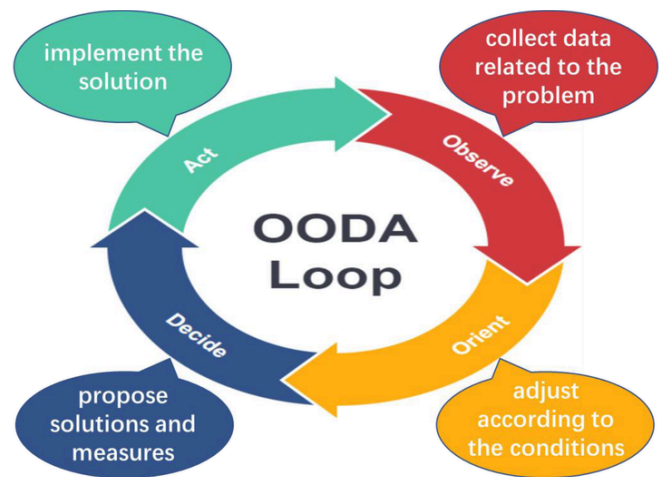 implement the
solution
collect data
related to the
problem
Act
Observe
OODA
Loop
Decide
Orient
propose
solutions and
measures
adjust
according to
the conditions